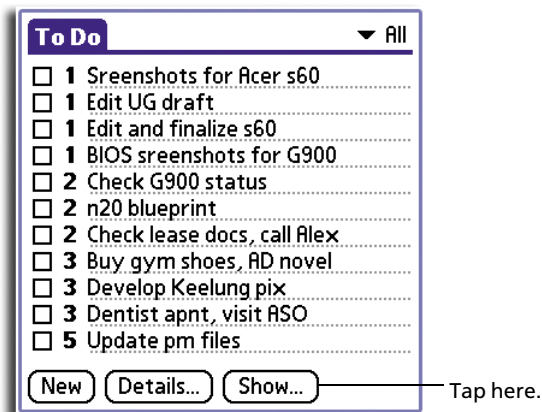 To Do All
1 Sreenshots for Acer s60
1 Edit UG draft
1 Edit and finalize s60
1 BIOS sreenshots for G900
2 Check G900 status
2 n20 blueprint
2 Check lease docs, call Alex
3 Buy gym shoes, AD novel
3 Develop Keelung pix
3 Dentist apnt, visit ASO
5 Update pm files
New Details... Show... Tap here.